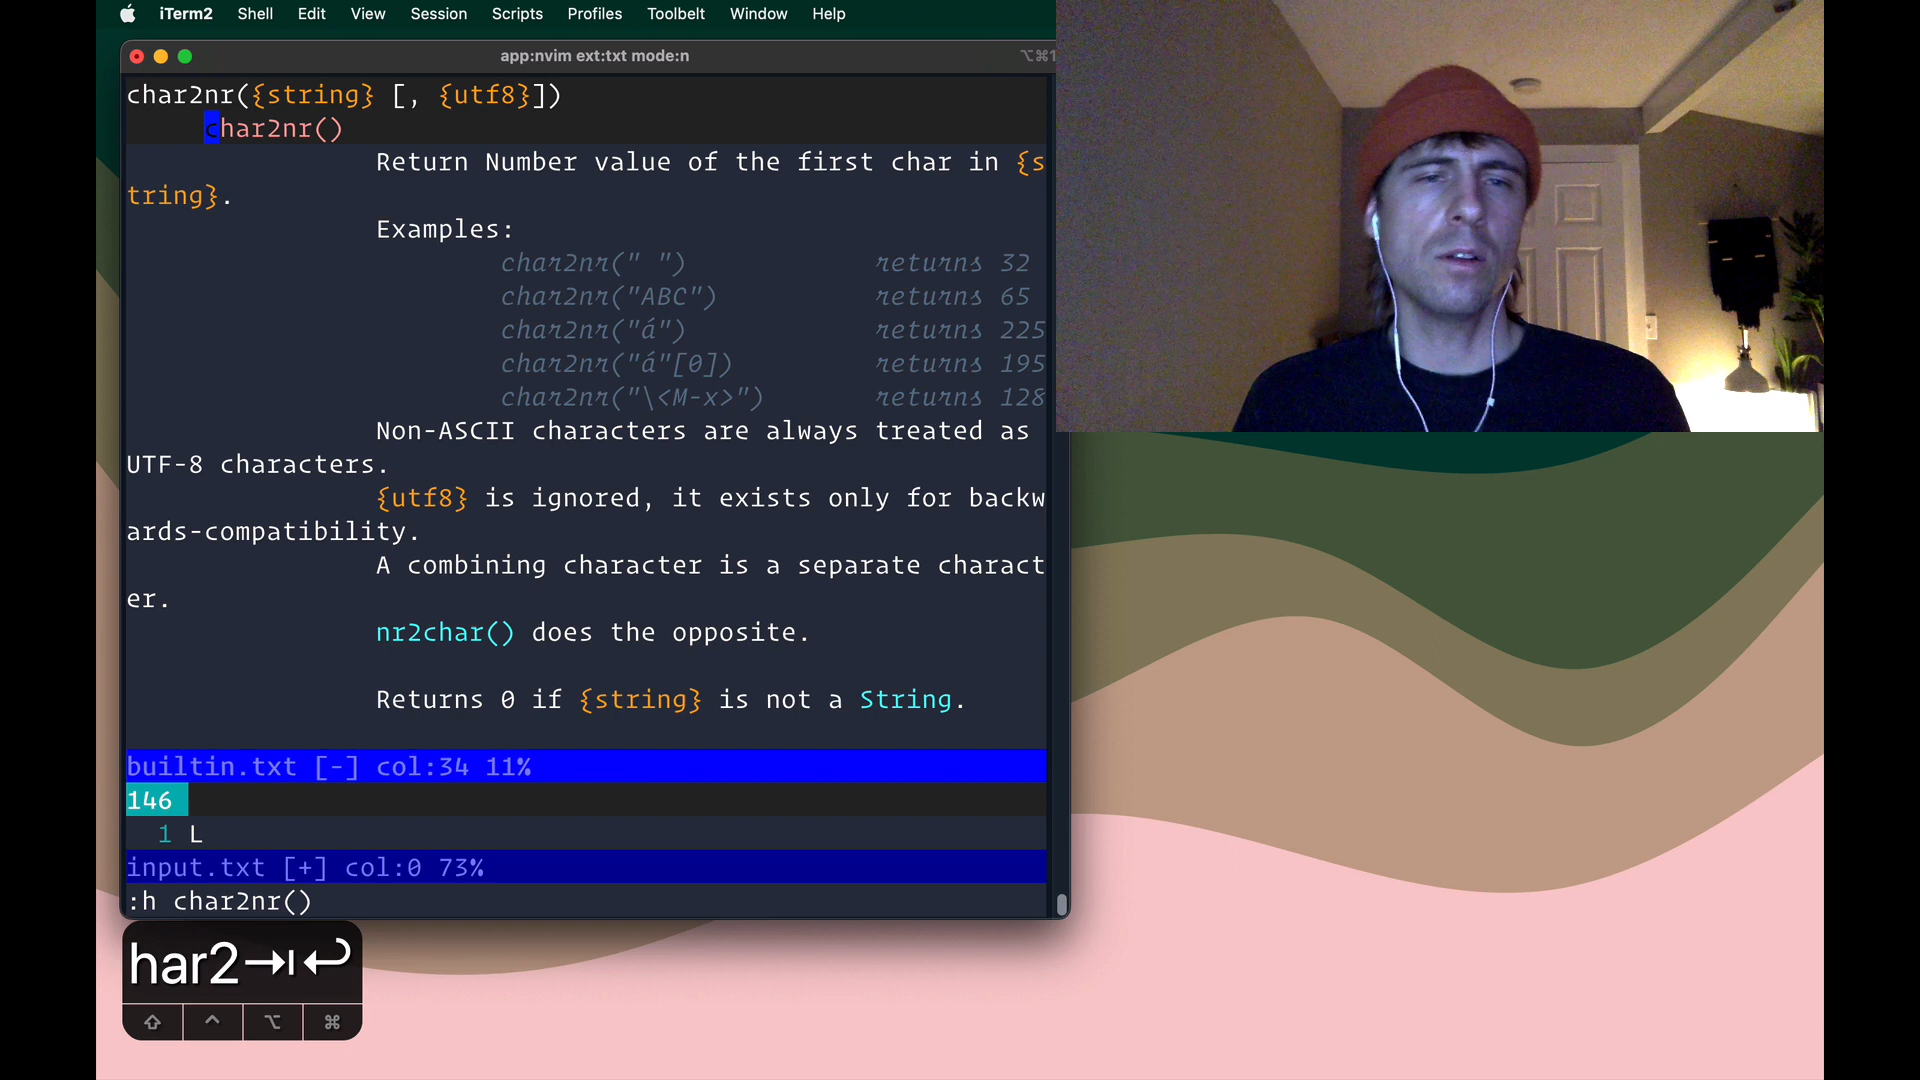 iTerm2 Shell Edit View Session Scripts Profiles Toolbelt Window Help
app:nvim ext:txt mode:n ⌥⌘1
char2nr({string} [, {utf8}])
char2nr()
Return Number value of the first char in {s
tring}.
Examples:
char2nr(" ") returns 32
char2nr("ABC") returns 65
char2nr("á") returns 225
char2nr("á"[0]) returns 195
char2nr("\<M-x>") returns 128
Non-ASCII characters are always treated as
UTF-8 characters.
{utf8} is ignored, it exists only for backw
ards-compatibility.
A combining character is a separate charact
er.
nr2char() does the opposite.
Returns 0 if {string} is not a String.
builtin.txt [-] col:34 11%
146
1 L
input.txt [+] col:0 73%
:h char2nr()
har2⇥↩
⇧ ⌃ ⌥ ⌘